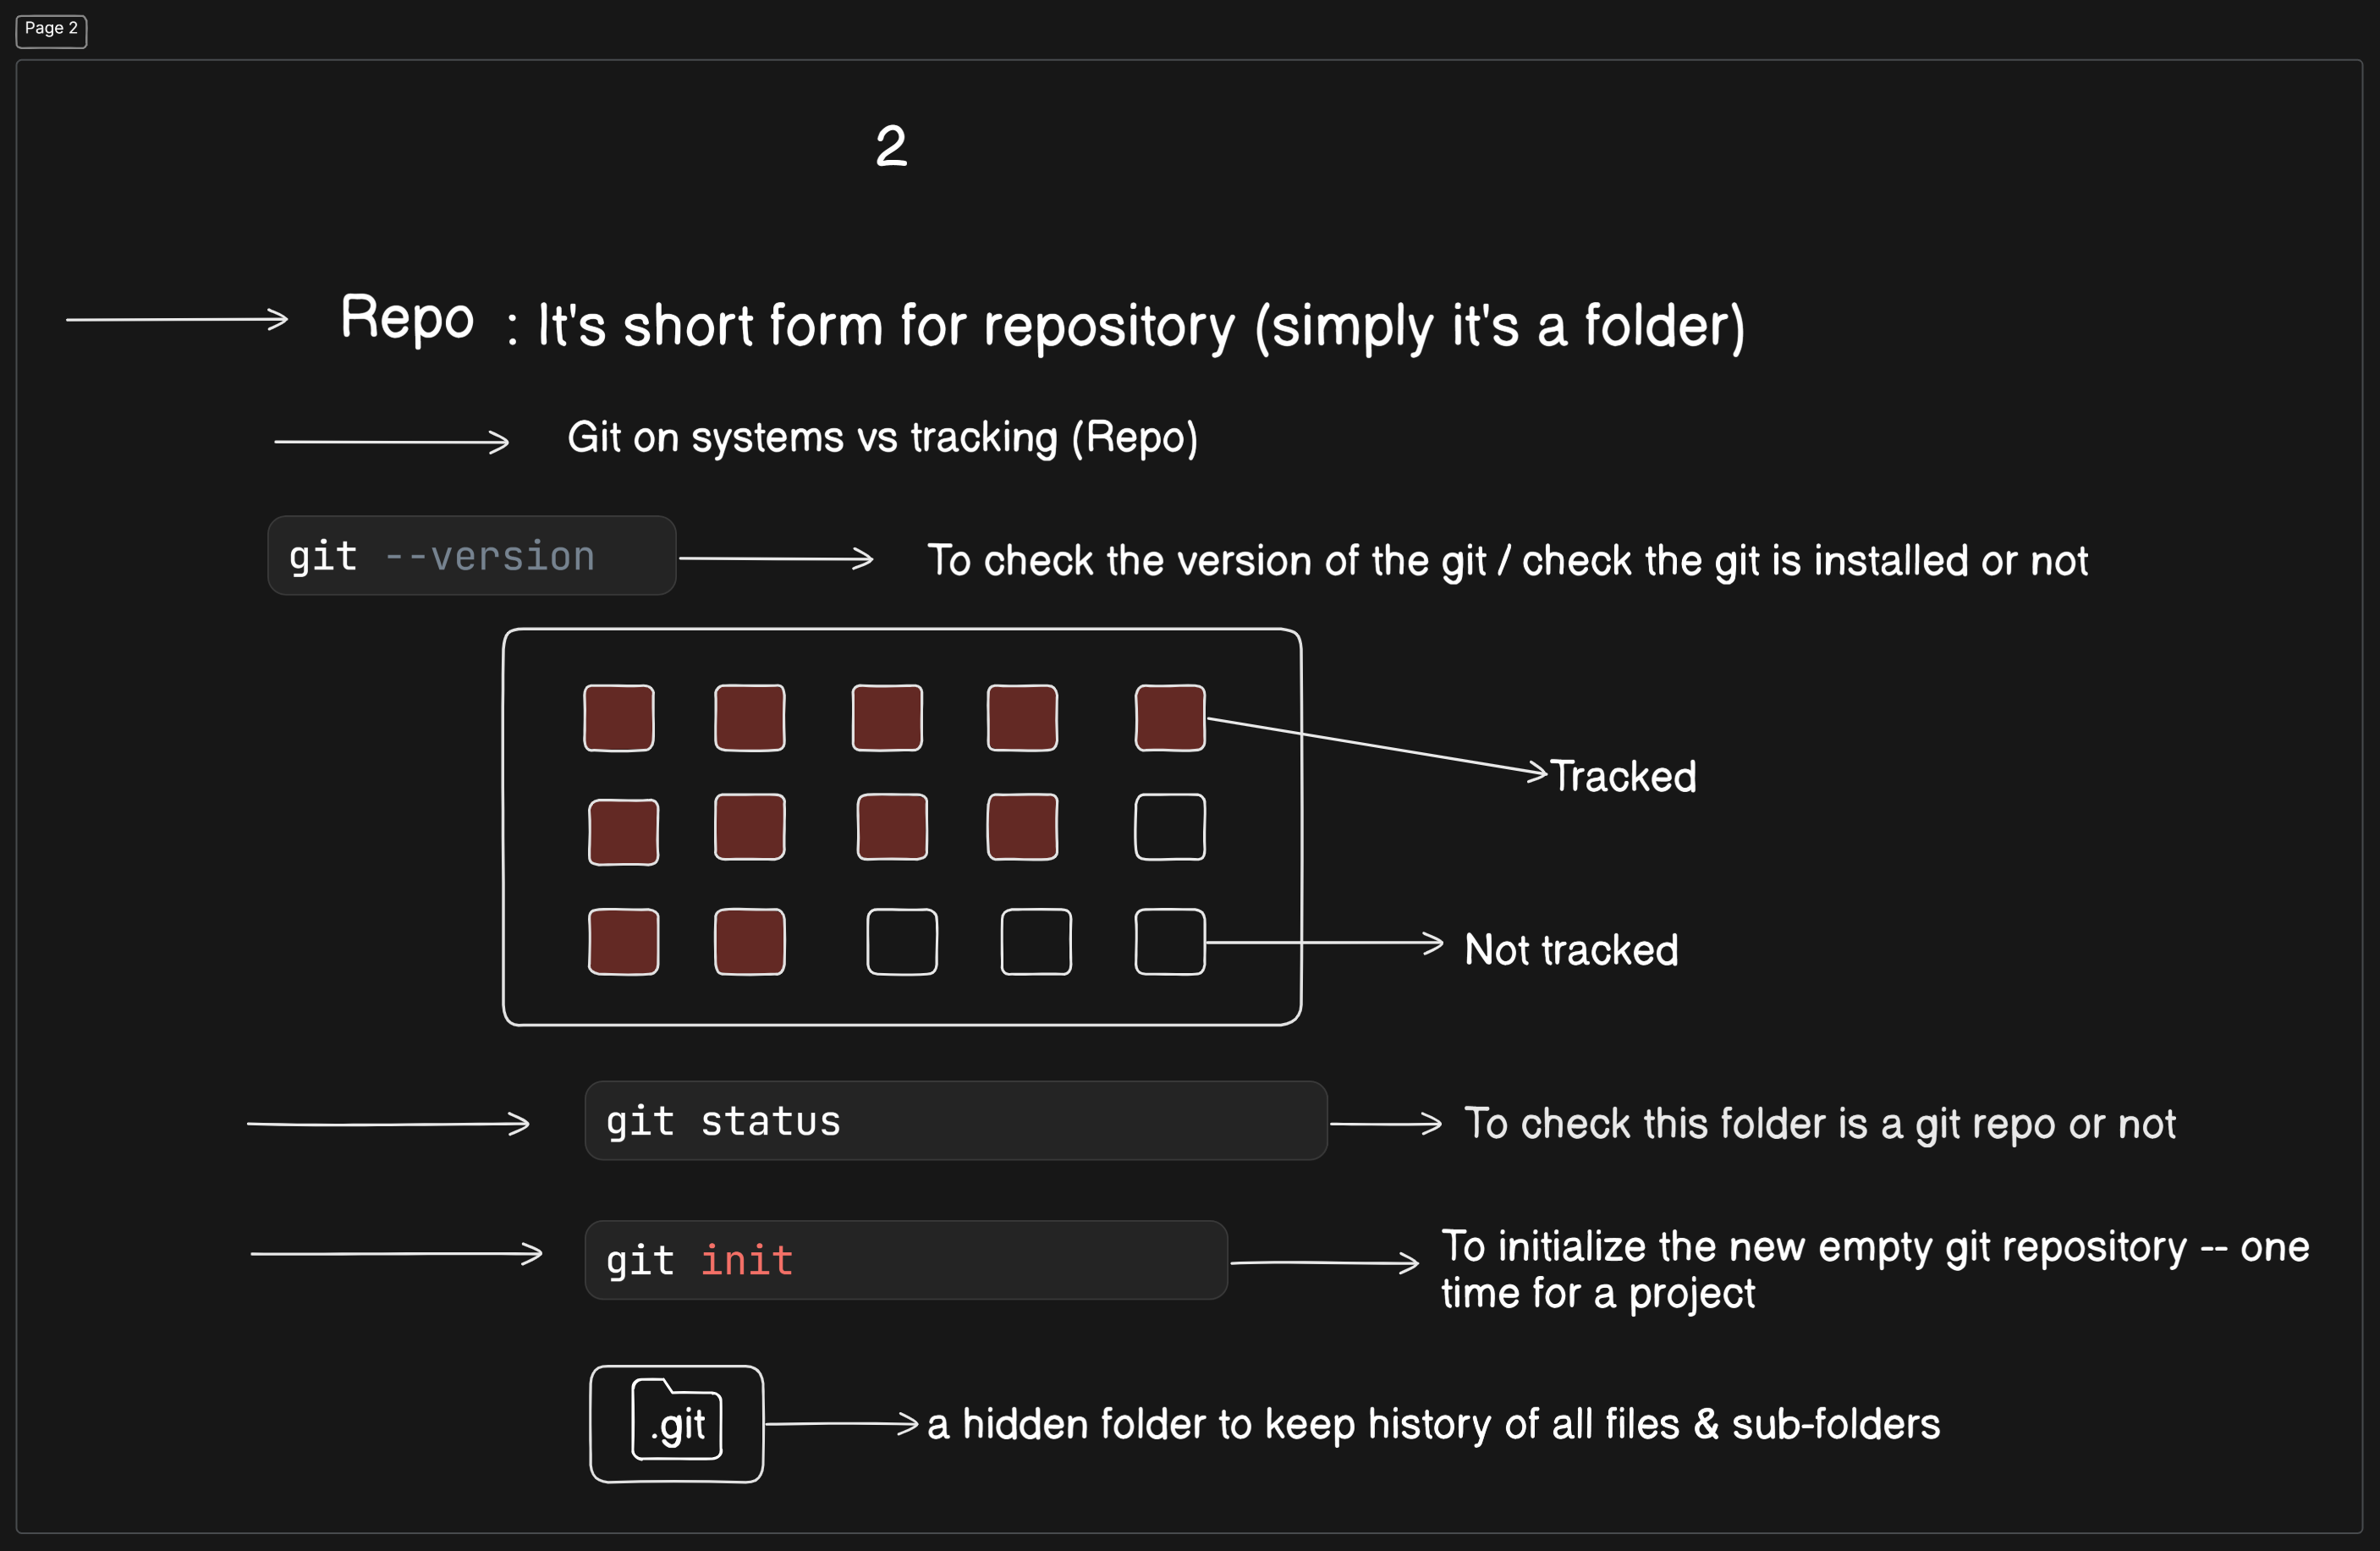 Page 2
2
Repo : It's short form for repository (simply it's a folder)
Git on systems vs tracking (Repo)
git --version
To check the version of the git / check the git is installed or not
Tracked
Not tracked
git status
To check this folder is a git repo or not
git init
To initialize the new empty git repository -- one
time for a project
.git
a hidden folder to keep history of all files & sub-folders